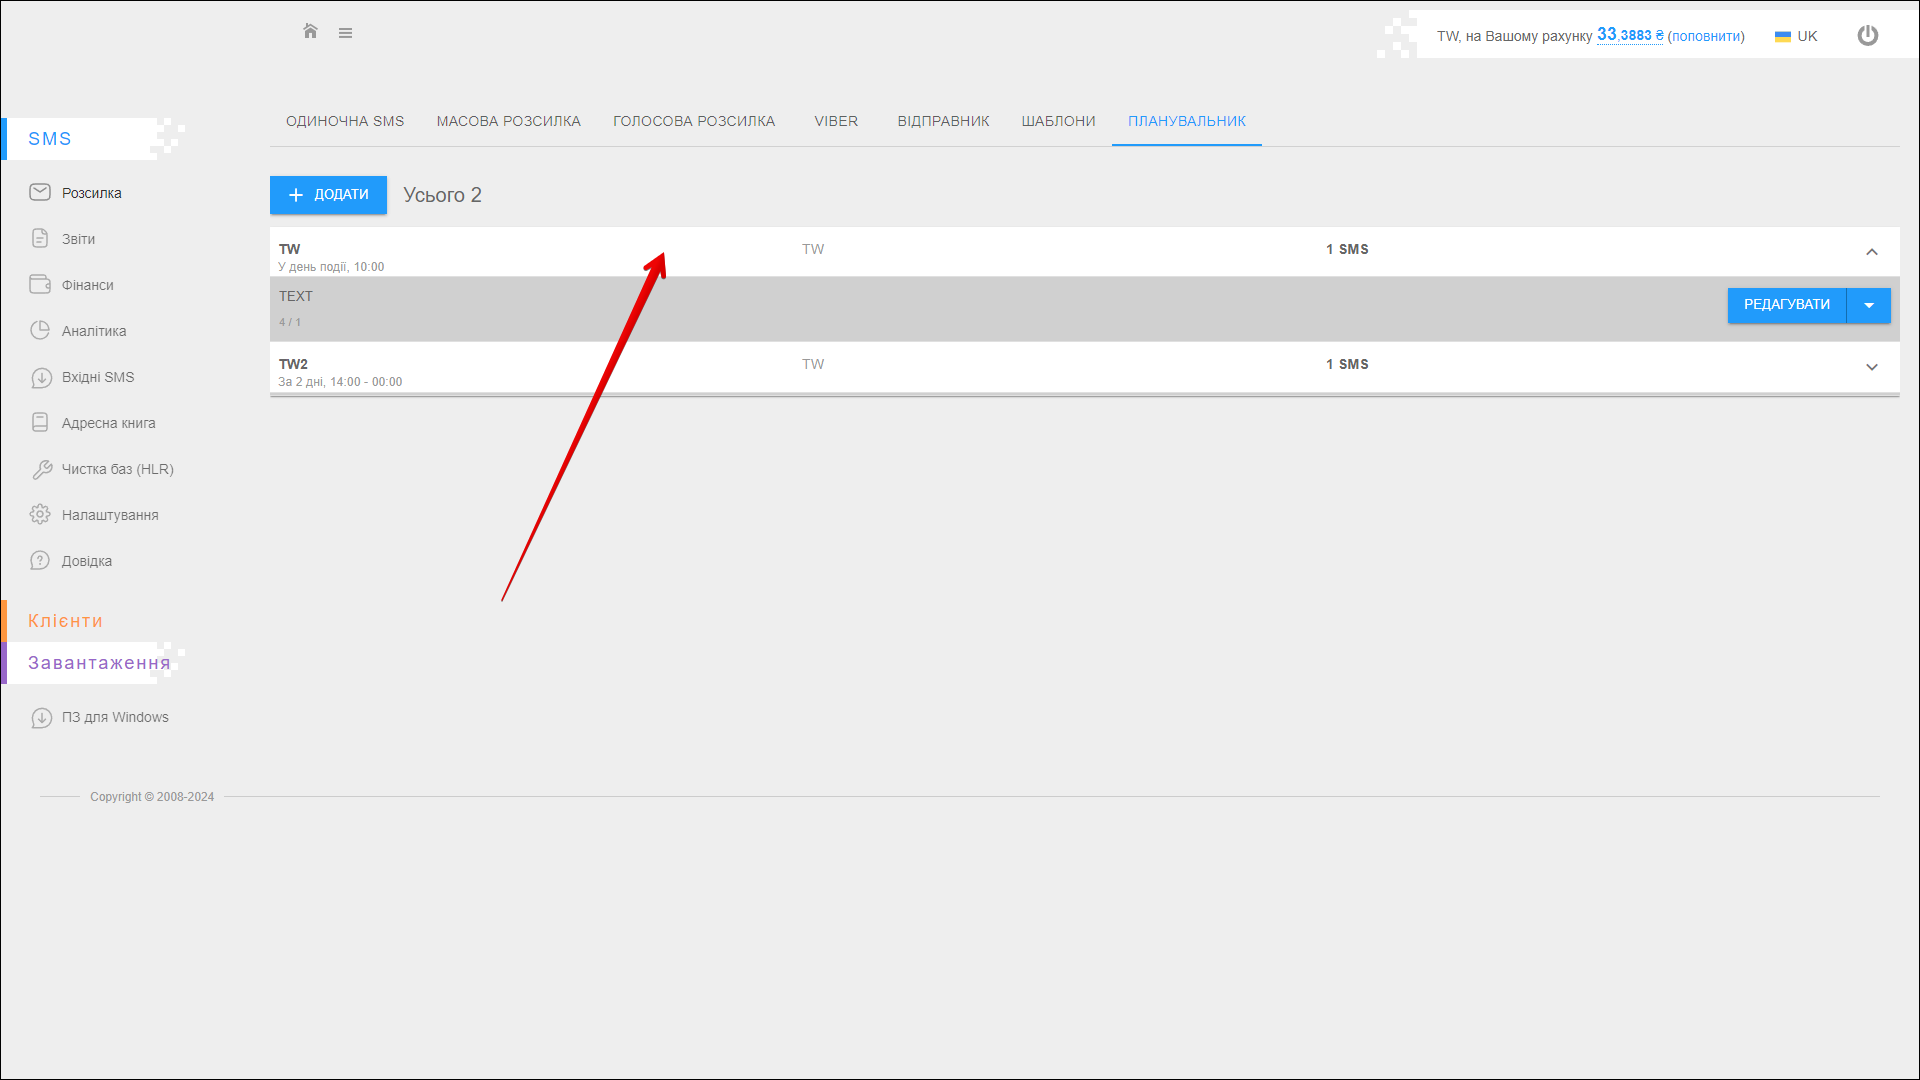 TW, на Вашому рахунку 33,3883 ₴ (поповнити)
UK
SMS
Розсилка
Звіти
Фінанси
Аналітика
Вхідні SMS
Адресна книга
Чистка баз (HLR)
Налаштування
Довідка
Клієнти
Завантаження
ПЗ для Windows
ОДИНОЧНА SMS
МАСОВА РОЗСИЛКА
ГОЛОСОВА РОЗСИЛКА
VIBER
ВІДПРАВНИК
ШАБЛОНИ
ПЛАНУВАЛЬНИК
ДОДАТИ
Усього 2
TW
TW
1 SMS
У день події, 10:00
TEXT
4 / 1
РЕДАГУВАТИ
TW2
TW
1 SMS
За 2 дні, 14:00 - 00:00
Copyright © 2008-2024